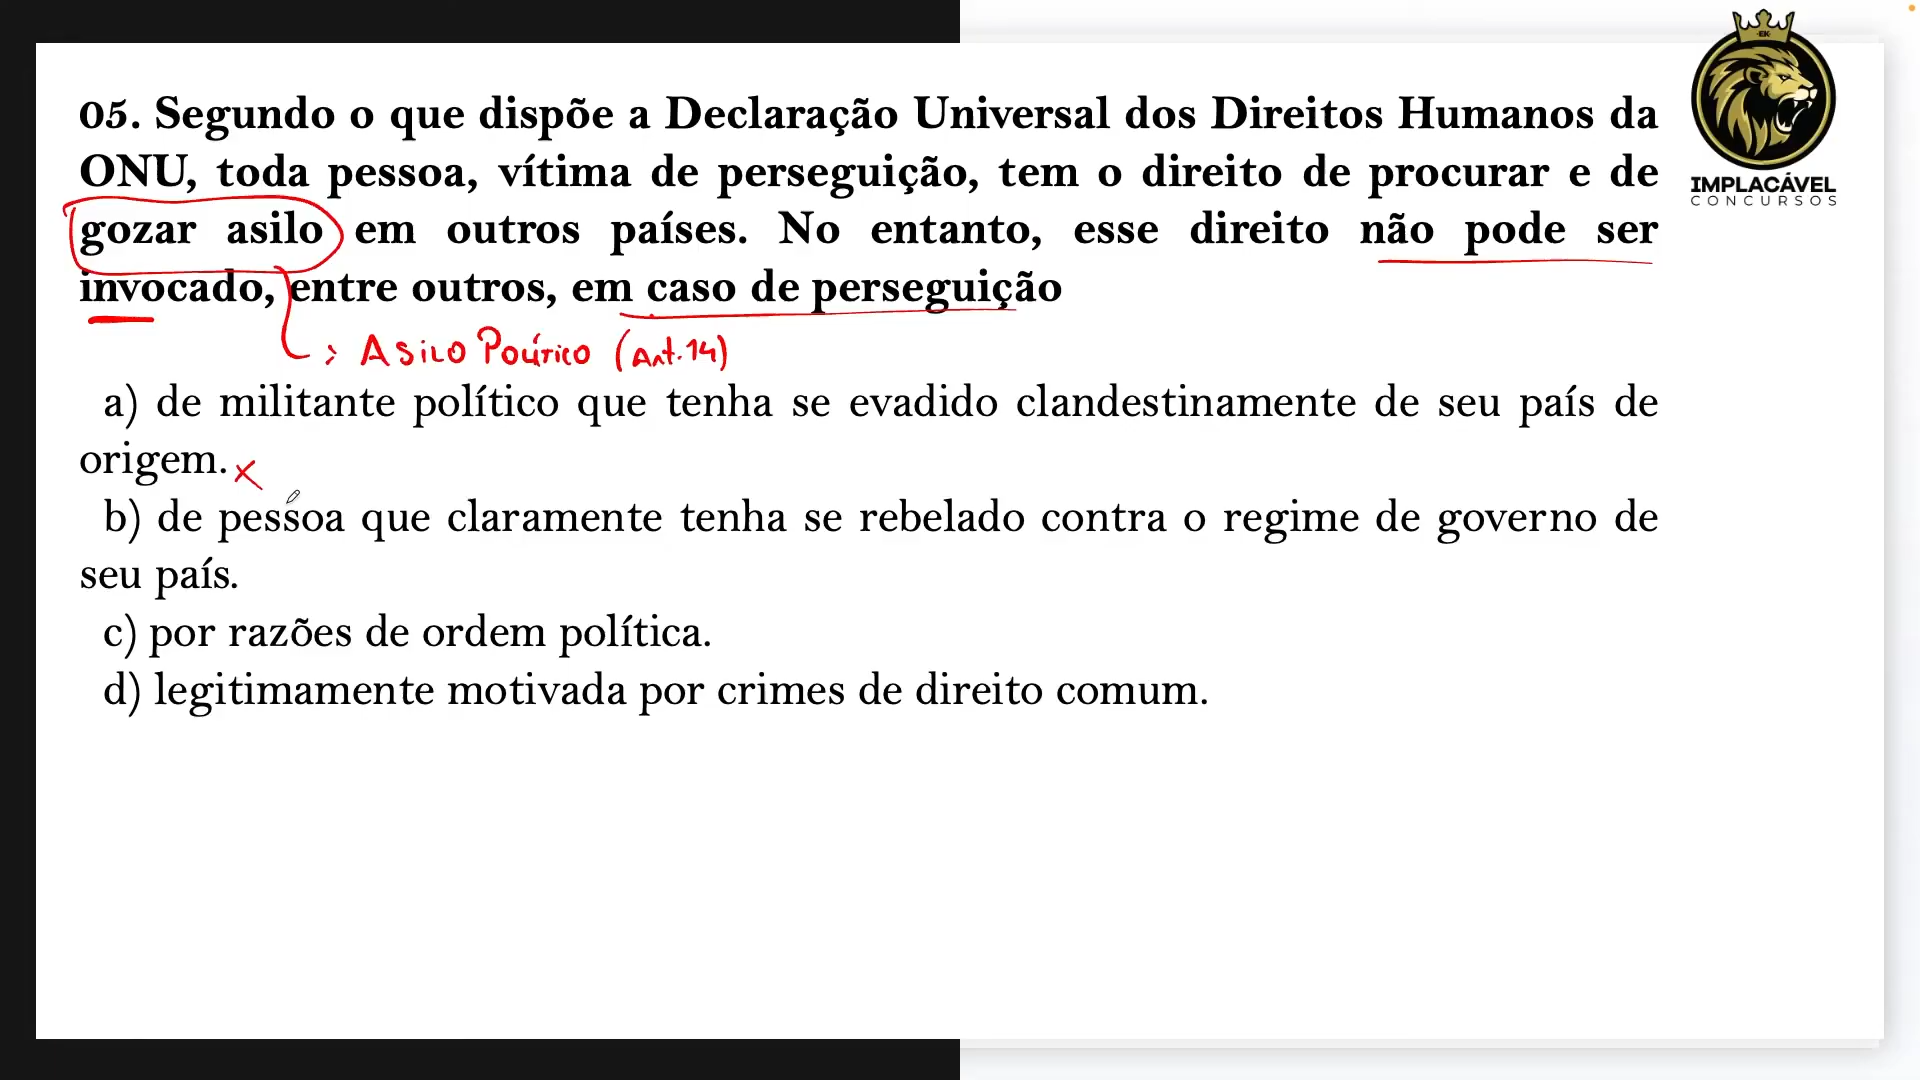 EK
IMPLACÁVEL
CONCURSOS
05. Segundo o que dispõe a Declaração Universal dos Direitos Humanos da
ONU, toda pessoa, vítima de perseguição, tem o direito de procurar e de
gozar asilo em outros países. No entanto, esse direito não pode ser
invocado, entre outros, em caso de perseguição
ASILO POLÍTICO (Art.14)
a) de militante político que tenha se evadido clandestinamente de seu país de
origem. X
b) de pessoa que claramente tenha se rebelado contra o regime de governo de
seu país.
c) por razões de ordem política.
d) legitimamente motivada por crimes de direito comum.